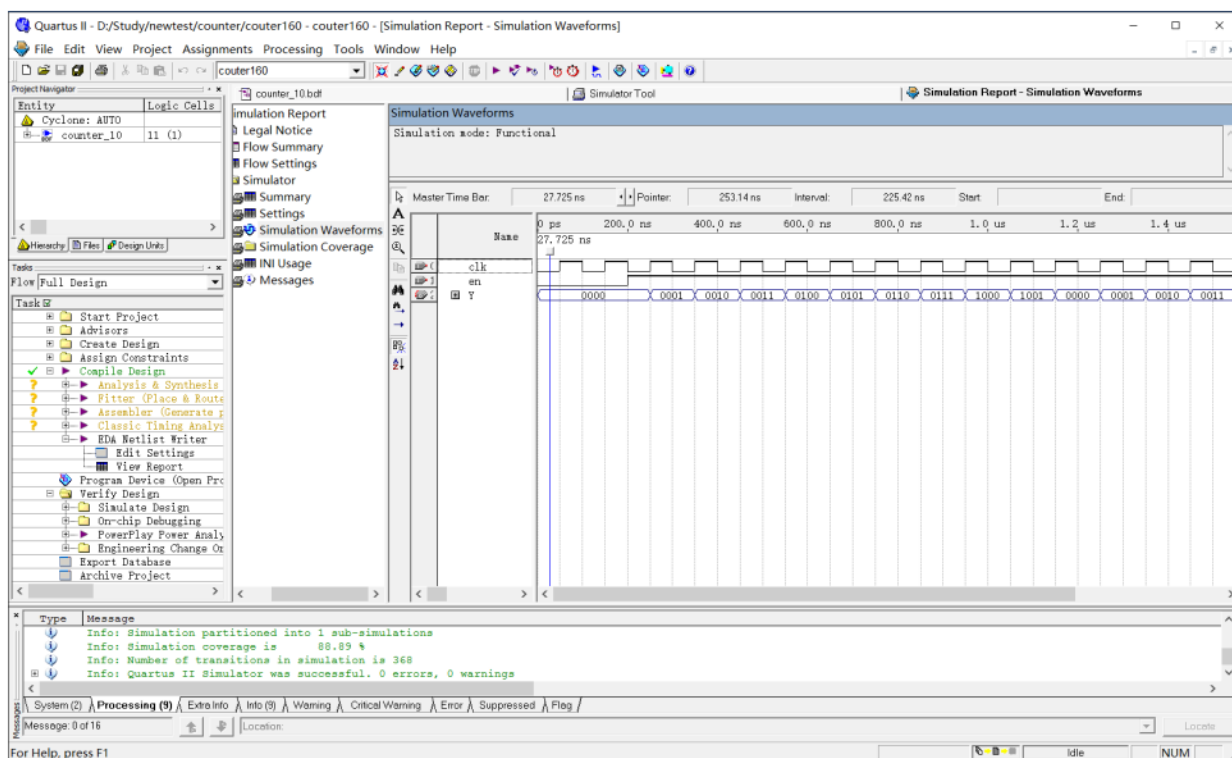 Quartus II - D:/Study/newtest/counter/couter160 - couter160 - [Simulation Report - Simulation Waveforms]
File Edit View Project Assignments Processing Tools Window Help
couter160
Project Navigator
Entity Logic Cells
Cyclone: AUTO
counter_10 11 (1)
Hierarchy Files Design Units
Tasks
Flow: Full Design
Task
Start Project
Advisors
Create Design
Assign Constraints
Compile Design
Analysis & Synthesis
Fitter (Place & Route
Assembler (Generate p
Classic Timing Analys
EDA Netlist Writer
Edit Settings
View Report
Program Device (Open Pro
Verify Design
Simulate Design
On-chip Debugging
PowerPlay Power Analy
Engineering Change Or
Export Database
Archive Project
counter_10.bdf
Simulator Tool
Simulation Report - Simulation Waveforms
imulation Report
Legal Notice
Flow Summary
Flow Settings
Simulator
Summary
Settings
Simulation Waveforms
Simulation Coverage
INI Usage
Messages
Simulation Waveforms
Simulation mode: Functional
Master Time Bar: 27.725 ns Pointer: 253.14 ns Interval: 225.42 ns Start: End:
Name
0 ps 200.0 ns 400.0 ns 600.0 ns 800.0 ns 1.0 us 1.2 us 1.4 us
27.725 ns
clk
en
Y 0000 0001 0010 0011 0100 0101 0110 0111 1000 1001 0000 0001 0010 0011
Type Message
Info: Simulation partitioned into 1 sub-simulations
Info: Simulation coverage is 88.89 %
Info: Number of transitions in simulation is 368
Info: Quartus II Simulator was successful. 0 errors, 0 warnings
System (2) Processing (9) Extra Info Info (9) Warning Critical Warning Error Suppressed Flag
Messages
Message: 0 of 16 Location: Locate
For Help, press F1 Idle NUM